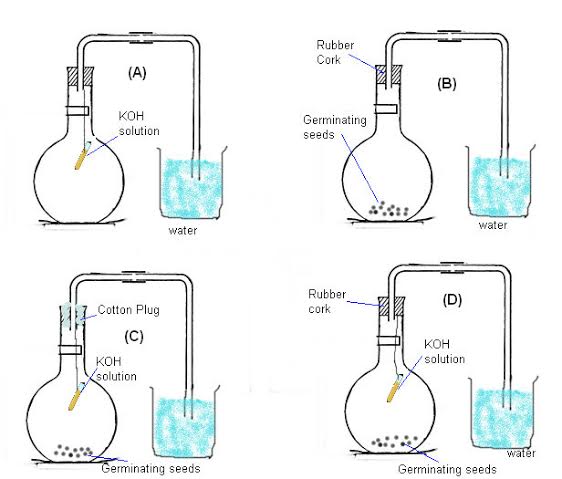 (A)
KOH
solution
water
Rubber
Cork
(B)
Germinating
seeds
water
Cotton Plug
(C)
KOH
solution
Germinating seeds
Rubber
cork
(D)
KOH
solution
water
Germinating seeds